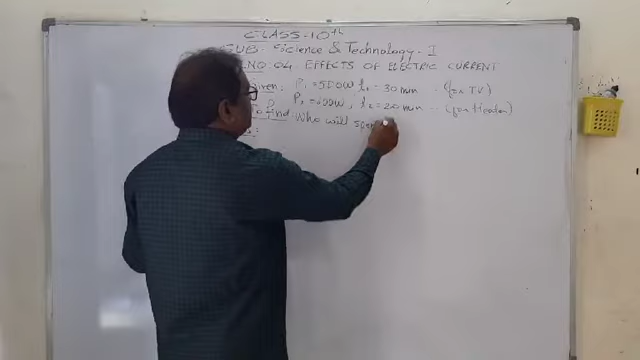 CLASS-10th
SUB: Science & Technology-I
NO:04. EFFECTS OF ELECTRIC CURRENT
Given: P1 = 500W t1 = 30 min (for TV)
P2 = 600W, t2 = 20 min (for heater)
To find: Who will